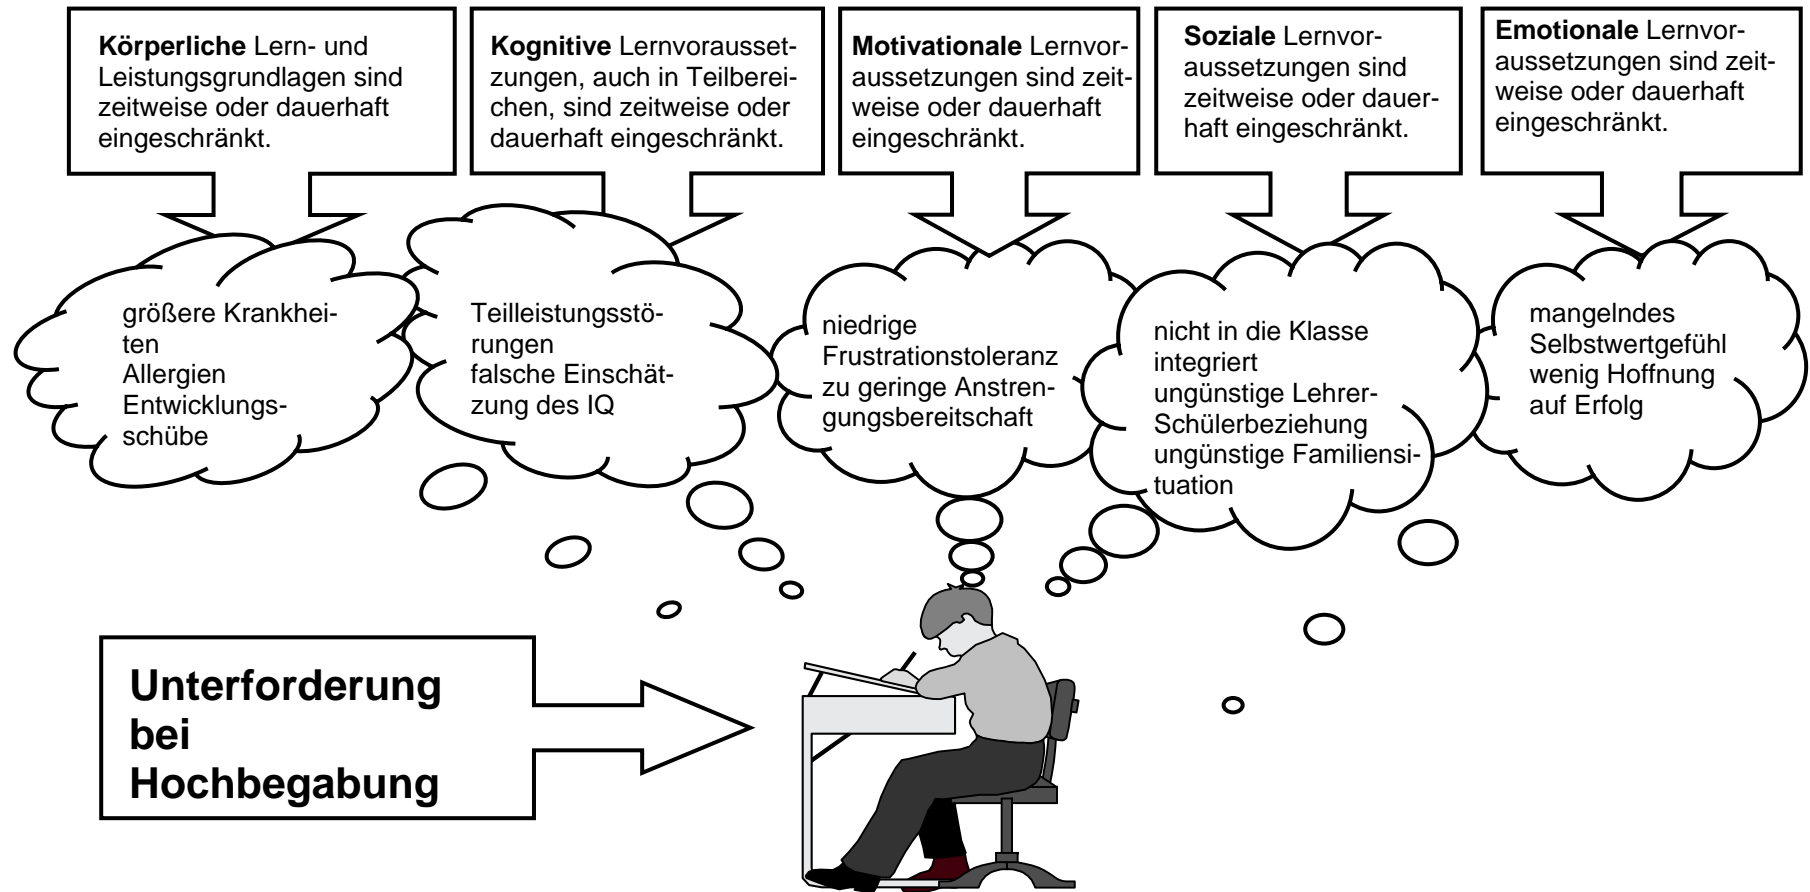 Körperliche Lern- und
Leistungsgrundlagen sind
zeitweise oder dauerhaft
eingeschränkt.
Kognitive Lernvorausset-
zungen, auch in Teilberei-
chen, sind zeitweise oder
dauerhaft eingeschränkt.
Motivationale Lernvor-
aussetzungen sind zeit-
weise oder dauerhaft
eingeschränkt.
Soziale Lernvor-
aussetzungen sind
zeitweise oder dauer-
haft eingeschränkt.
Emotionale Lernvor-
aussetzungen sind zeit-
weise oder dauerhaft
eingeschränkt.
größere Krankhei-
ten
Allergien
Entwicklungs-
schübe
Teilleistungsstö-
rungen
falsche Einschät-
zung des IQ
niedrige
Frustrationstoleranz
zu geringe Anstren-
gungsbereitschaft
nicht in die Klasse
integriert
ungünstige Lehrer-
Schülerbeziehung
ungünstige Familiensi-
tuation
mangelndes
Selbstwertgefühl
wenig Hoffnung
auf Erfolg
Unterforderung
bei
Hochbegabung